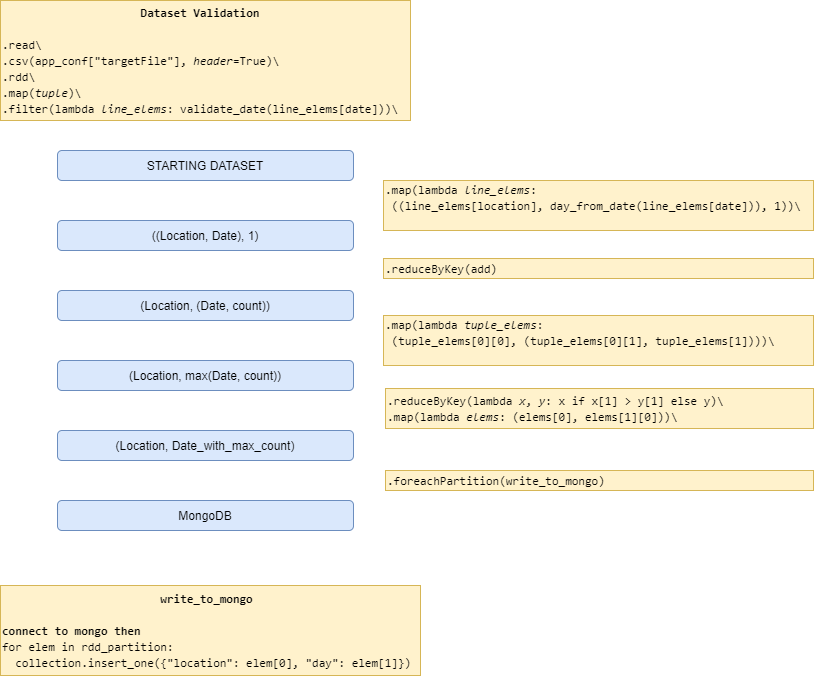 Dataset Validation
.read\
.csv(app_conf["targetFile"], header=True)\
.rdd\
.map(tuple)\
.filter(lambda line_elems: validate_date(line_elems[date]))\
STARTING DATASET
.map(lambda line_elems:
((line_elems[location], day_from_date(line_elems[date])), 1))\
((Location, Date), 1)
.reduceByKey(add)
(Location, (Date, count))
.map(lambda tuple_elems:
(tuple_elems[0][0], (tuple_elems[0][1], tuple_elems[1])))\
(Location, max(Date, count))
.reduceByKey(lambda x, y: x if x[1] > y[1] else y)\
.map(lambda elems: (elems[0], elems[1][0]))\
(Location, Date_with_max_count)
.foreachPartition(write_to_mongo)
MongoDB
write_to_mongo
connect to mongo then
for elem in rdd_partition:
collection.insert_one({"location": elem[0], "day": elem[1]})